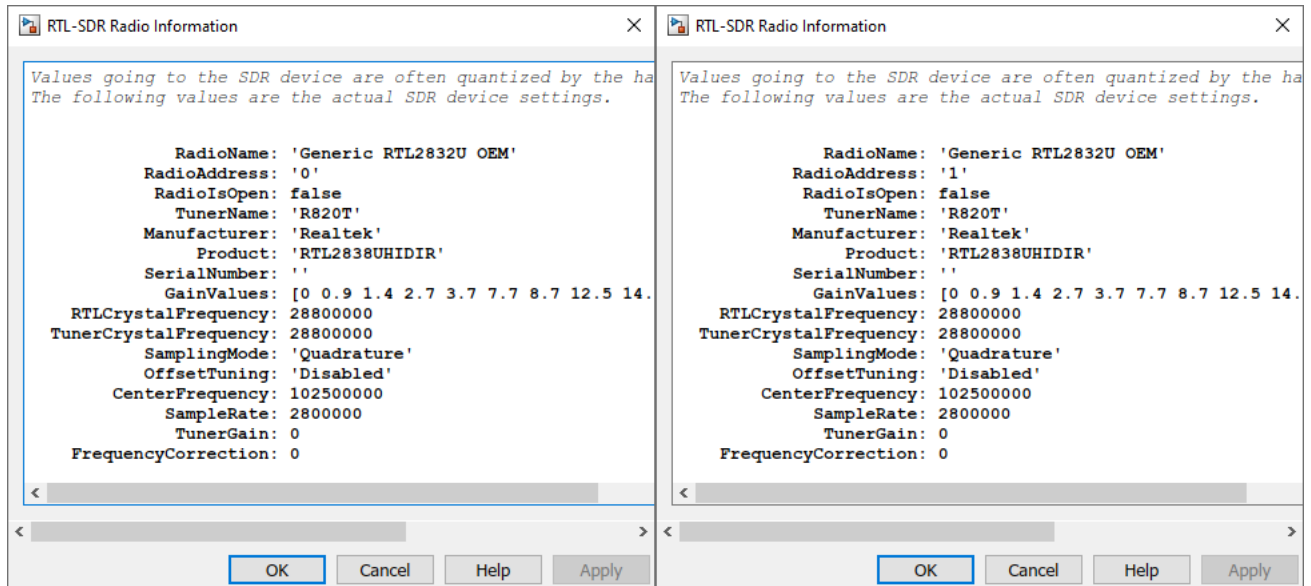 RTL-SDR Radio Information
Values going to the SDR device are often quantized by the ha
The following values are the actual SDR device settings.
RadioName: 'Generic RTL2832U OEM'
RadioAddress: '0'
RadioIsOpen: false
TunerName: 'R820T'
Manufacturer: 'Realtek'
Product: 'RTL2838UHIDIR'
SerialNumber: ''
GainValues: [0 0.9 1.4 2.7 3.7 7.7 8.7 12.5 14.
RTLCrystalFrequency: 28800000
TunerCrystalFrequency: 28800000
SamplingMode: 'Quadrature'
OffsetTuning: 'Disabled'
CenterFrequency: 102500000
SampleRate: 2800000
TunerGain: 0
FrequencyCorrection: 0
OK Cancel Help Apply
RTL-SDR Radio Information
Values going to the SDR device are often quantized by the ha
The following values are the actual SDR device settings.
RadioName: 'Generic RTL2832U OEM'
RadioAddress: '1'
RadioIsOpen: false
TunerName: 'R820T'
Manufacturer: 'Realtek'
Product: 'RTL2838UHIDIR'
SerialNumber: ''
GainValues: [0 0.9 1.4 2.7 3.7 7.7 8.7 12.5 14.
RTLCrystalFrequency: 28800000
TunerCrystalFrequency: 28800000
SamplingMode: 'Quadrature'
OffsetTuning: 'Disabled'
CenterFrequency: 102500000
SampleRate: 2800000
TunerGain: 0
FrequencyCorrection: 0
OK Cancel Help Apply